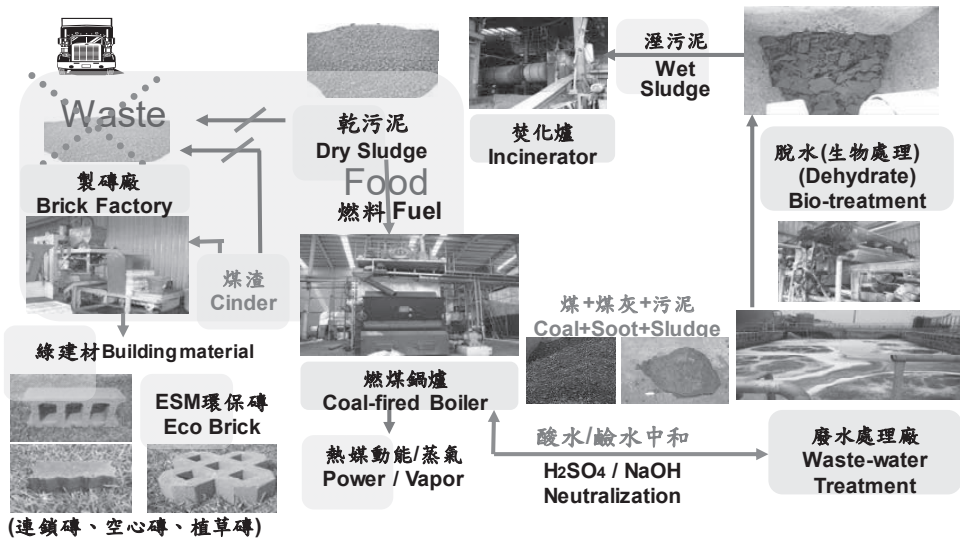 Waste
製磚廠
Brick Factory
乾污泥
Dry Sludge
Food
燃料 Fuel
焚化爐
Incinerator
溼污泥
Wet
Sludge
脫水(生物處理)
(Dehydrate)
Bio-treatment
煤渣
Cinder
煤+煤灰+污泥
Coal+Soot+Sludge
綠建材Building material
ESM環保磚
Eco Brick
(連鎖磚、空心磚、植草磚)
燃煤鍋爐
Coal-fired Boiler
熱媒動能/蒸氣
Power / Vapor
酸水/鹼水中和
H2SO4 / NaOH
Neutralization
廢水處理廠
Waste-water
Treatment